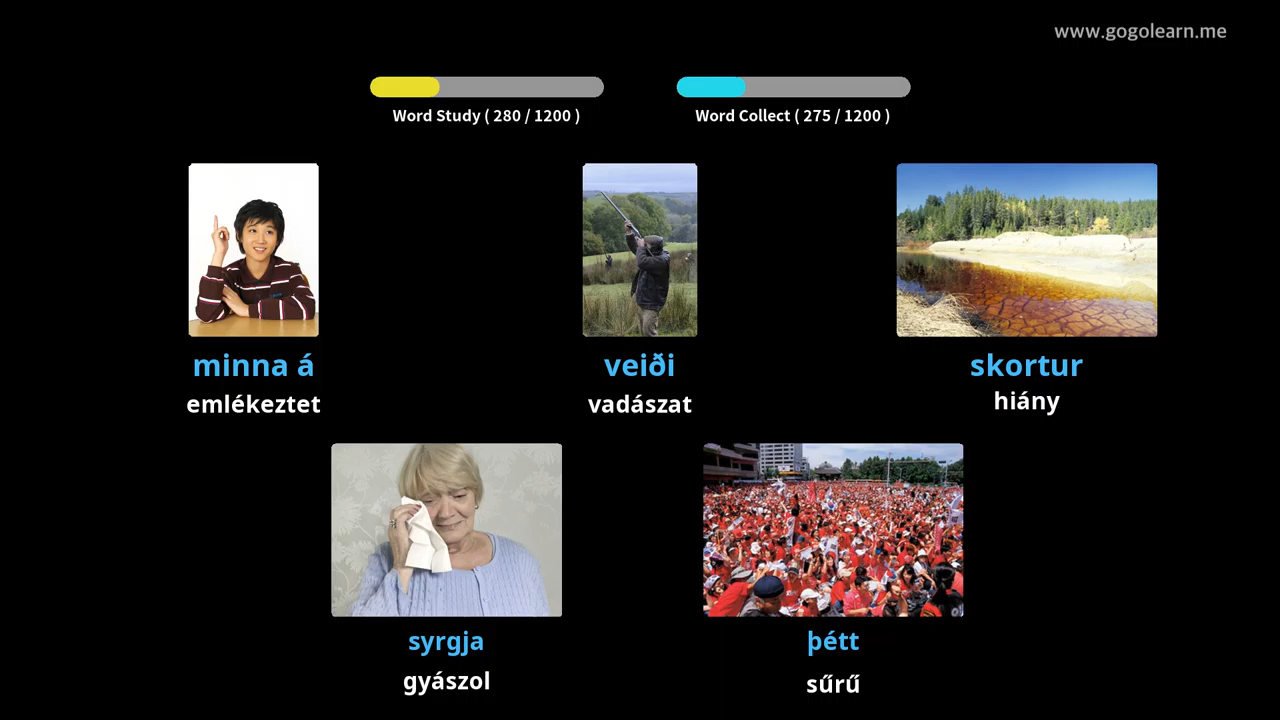 www.gogolearn.me
Word Study ( 280 / 1200 )
Word Collect ( 275 / 1200 )
minna á
emlékeztet
veiði
vadászat
skortur
hiány
syrgja
gyászol
þétt
sűrű